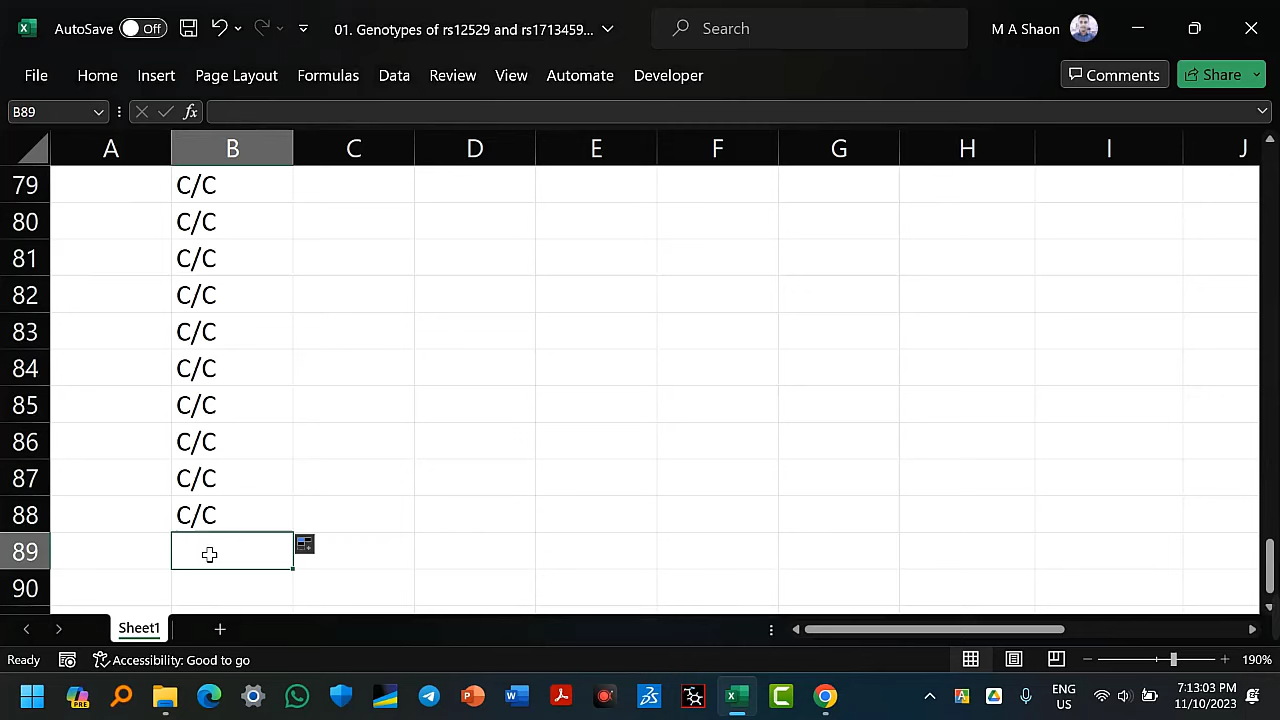 AutoSave Off 01. Genotypes of rs12529 and rs1713459... Search M A Shaon
File Home Insert Page Layout Formulas Data Review View Automate Developer Comments Share
B89 fx
A B C D E F G H I J
79 C/C
80 C/C
81 C/C
82 C/C
83 C/C
84 C/C
85 C/C
86 C/C
87 C/C
88 C/C
89
90
Sheet1
Ready Accessibility: Good to go 190%
PRE ENG 7:13:03 PM
US 11/10/2023